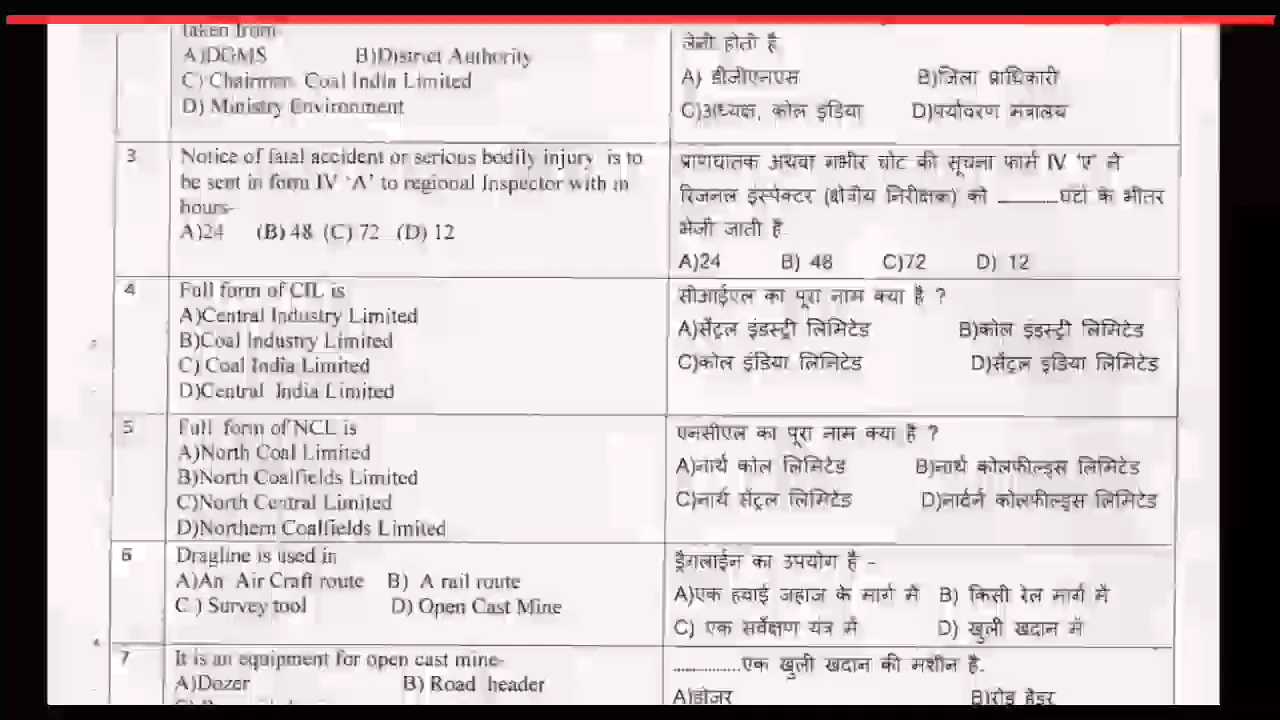 taken from-
A)DGMS B)District Authority
C) Chairman Coal India Limited
D) Ministry Environment
लेनी होती है
A) डीजीएमएस B)जिला प्राधिकारी
C)अध्यक्ष, कोल इंडिया D)पर्यावरण मंत्रालय
3
Notice of fatal accident or serious bodily injury is to
be sent in form IV ‘A’ to regional Inspector with in
hours-
A)24 (B) 48 (C) 72 (D) 12
प्राणघातक अथवा गंभीर चोट की सूचना फार्म IV 'ए' में
रिजनल इंस्पेक्टर (क्षेत्रीय निरीक्षक) को ..........घंटों के भीतर
भेजी जाती है
A)24 B) 48 C)72 D) 12
4
Full form of CIL is
A)Central Industry Limited
B)Coal Industry Limited
C) Coal India Limited
D)Central India Limited
सीआईएल का पूरा नाम क्या है ?
A)सेंट्रल इंडस्ट्री लिमिटेड B)कोल इंडस्ट्री लिमिटेड
C)कोल इंडिया लिमिटेड D)सेंट्रल इंडिया लिमिटेड
5
Full form of NCL is
A)North Coal Limited
B)North Coalfields Limited
C)North Central Limited
D)Northern Coalfields Limited
एनसीएल का पूरा नाम क्या है ?
A)नार्थ कोल लिमिटेड B)नार्थ कोलफील्ड्स लिमिटेड
C)नार्थ सेंट्रल लिमिटेड D)नार्दर्न कोलफील्ड्स लिमिटेड
6
Dragline is used in
A)An Air Craft route B) A rail route
C ) Survey tool D) Open Cast Mine
ड्रैगलाईन का उपयोग है -
A)एक हवाई जहाज के मार्ग में B) किसी रेल मार्ग में
C) एक सर्वेक्षण यंत्र में D) खुली खदान में
7
It is an equipment for open cast mine-
A)Dozer B) Road header
..............एक खुली खदान की मशीन है.
A)डोजर B)रोड हेडर